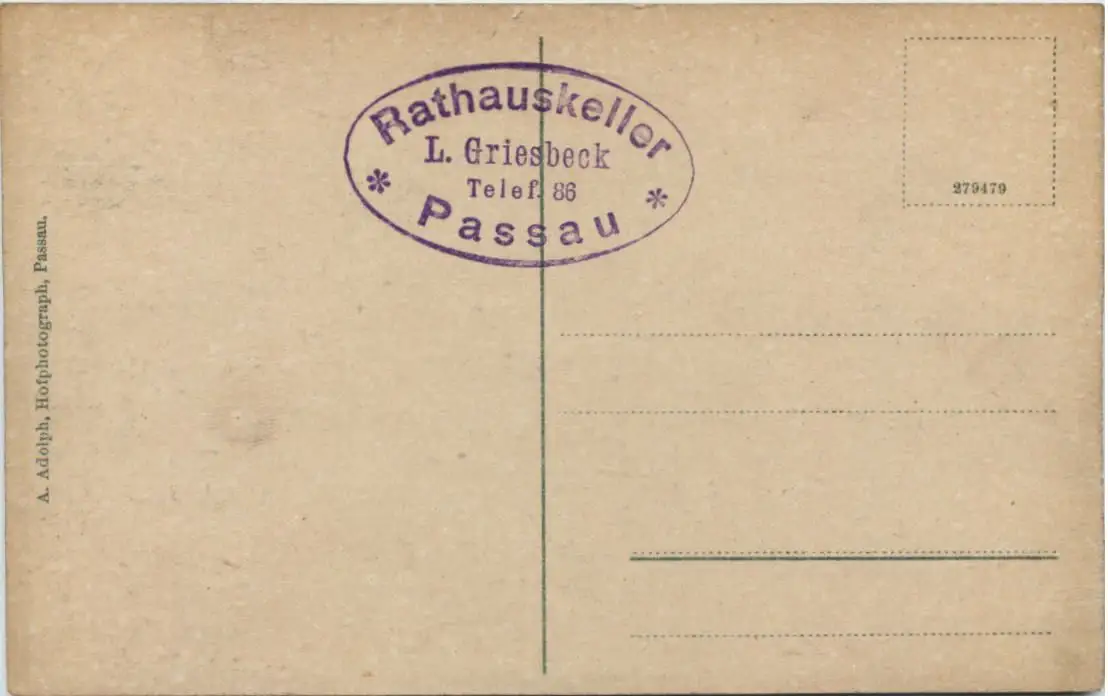 Rathauskeller
L. Griesbeck
Telef. 86
* Passau *
279479
A. Adolph, Hofphotograph, Passau.